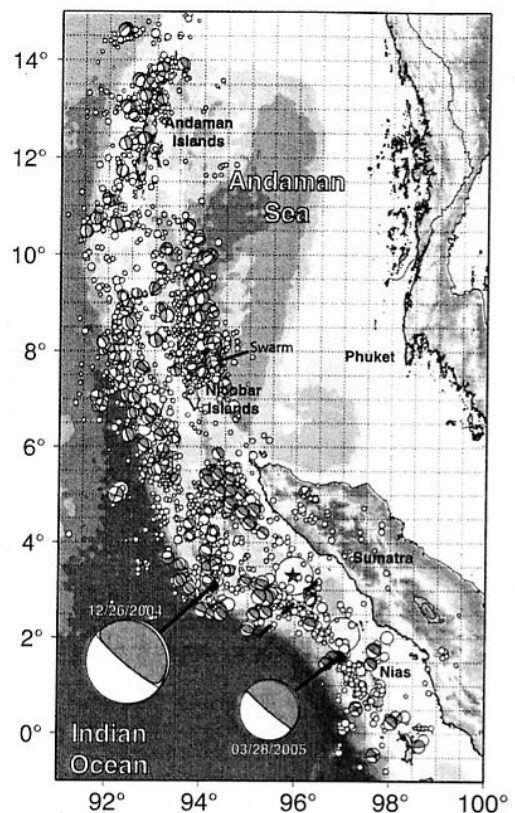 14°
12°
10°
8°
6°
4°
2°
0°
Andaman
Islands
Andaman
Sea
Swarm
Phuket
Nicobar
Islands
Sumatra
12/26/2004
Nias
Indian
Ocean
03/28/2005
92°
94°
96°
98°
100°